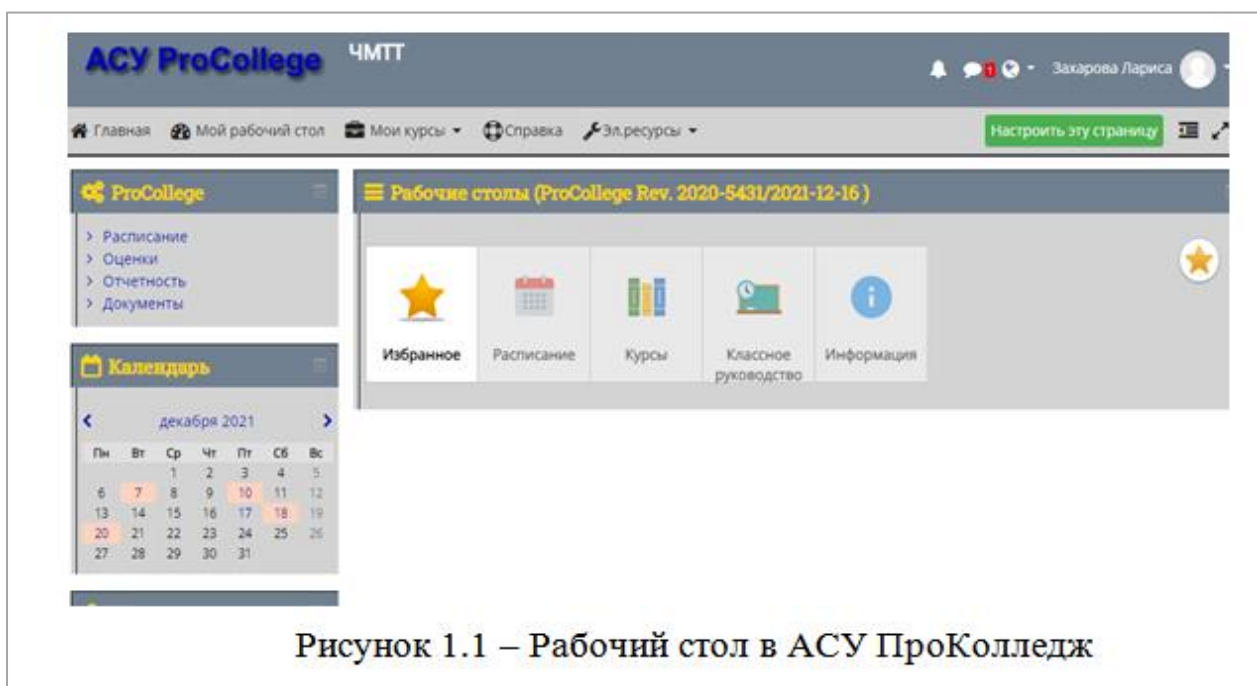 АСУ ProCollege
ЧМТТ
1
Захарова Лариса
Главная Мой рабочий стол Мои курсы Справка Эл.ресурсы
Настроить эту страницу
ProCollege
> Расписание
> Оценки
> Отчетность
> Документы
Календарь
декабря 2021
Пн Вт Ср Чт Пт Сб Вс
1 2 3 4 5
6 7 8 9 10 11 12
13 14 15 16 17 18 19
20 21 22 23 24 25 26
27 28 29 30 31
Рабочие столы (ProCollege Rev. 2020-5431/2021-12-16 )
Избранное
Расписание
Курсы
Классное
руководство
Информация
Рисунок 1.1 – Рабочий стол в АСУ ПроКолледж